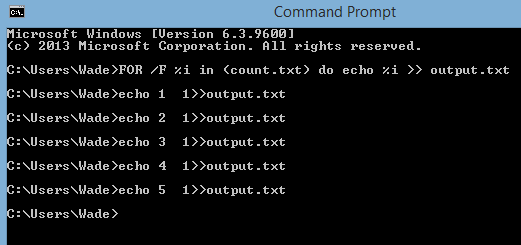 Command Prompt
Microsoft Windows [Version 6.3.9600]
(c) 2013 Microsoft Corporation. All rights reserved.
C:\Users\Wade>FOR /F %i in (count.txt) do echo %i >> output.txt
C:\Users\Wade>echo 1  1>>output.txt
C:\Users\Wade>echo 2  1>>output.txt
C:\Users\Wade>echo 3  1>>output.txt
C:\Users\Wade>echo 4  1>>output.txt
C:\Users\Wade>echo 5  1>>output.txt
C:\Users\Wade>